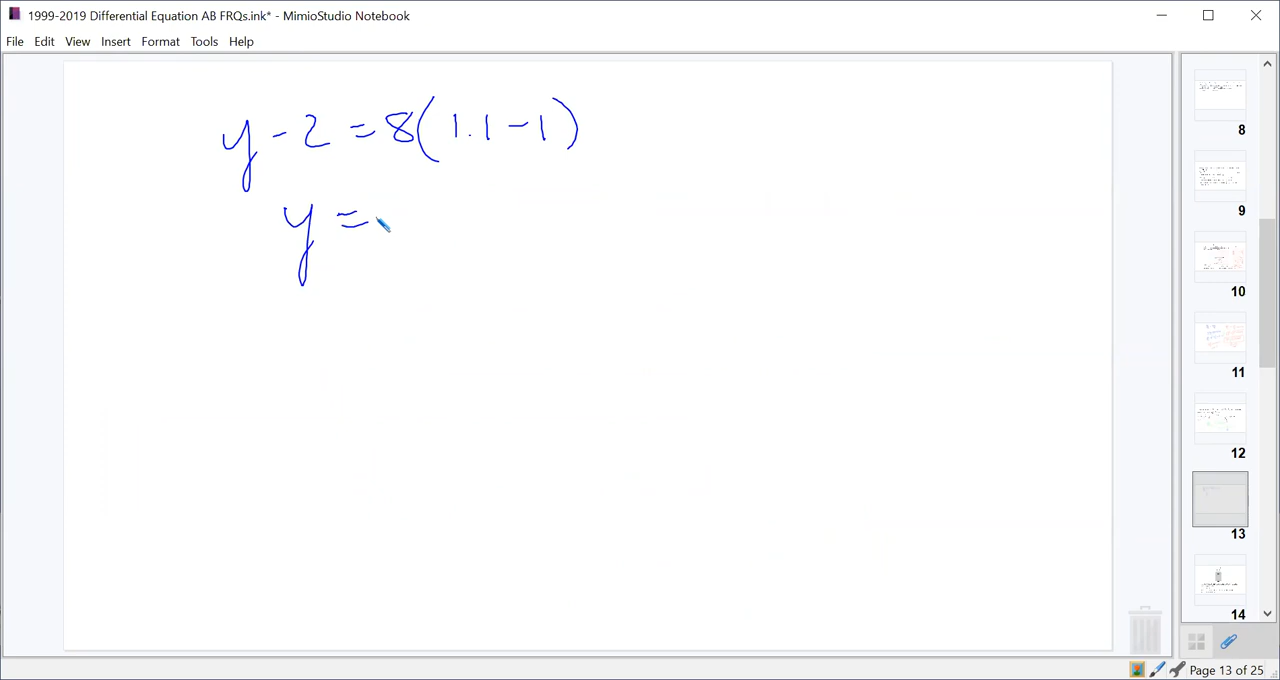 1999-2019 Differential Equation AB FRQs.ink* - MimioStudio Notebook
File Edit View Insert Format Tools Help
y - 2 = 8(1.1 - 1)
y =
8
9
10
11
12
13
14
Page 13 of 25